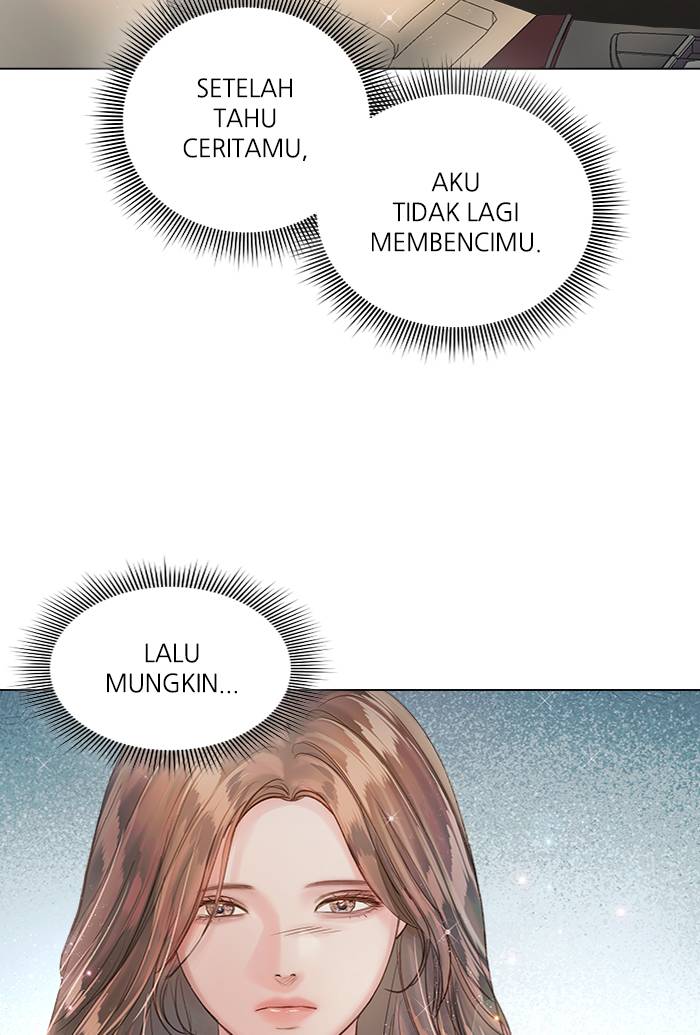 SETELAH
TAHU
CERITAMU,
AKU
TIDAK LAGI
MEMBENCIMU.
LALU
MUNGKIN...